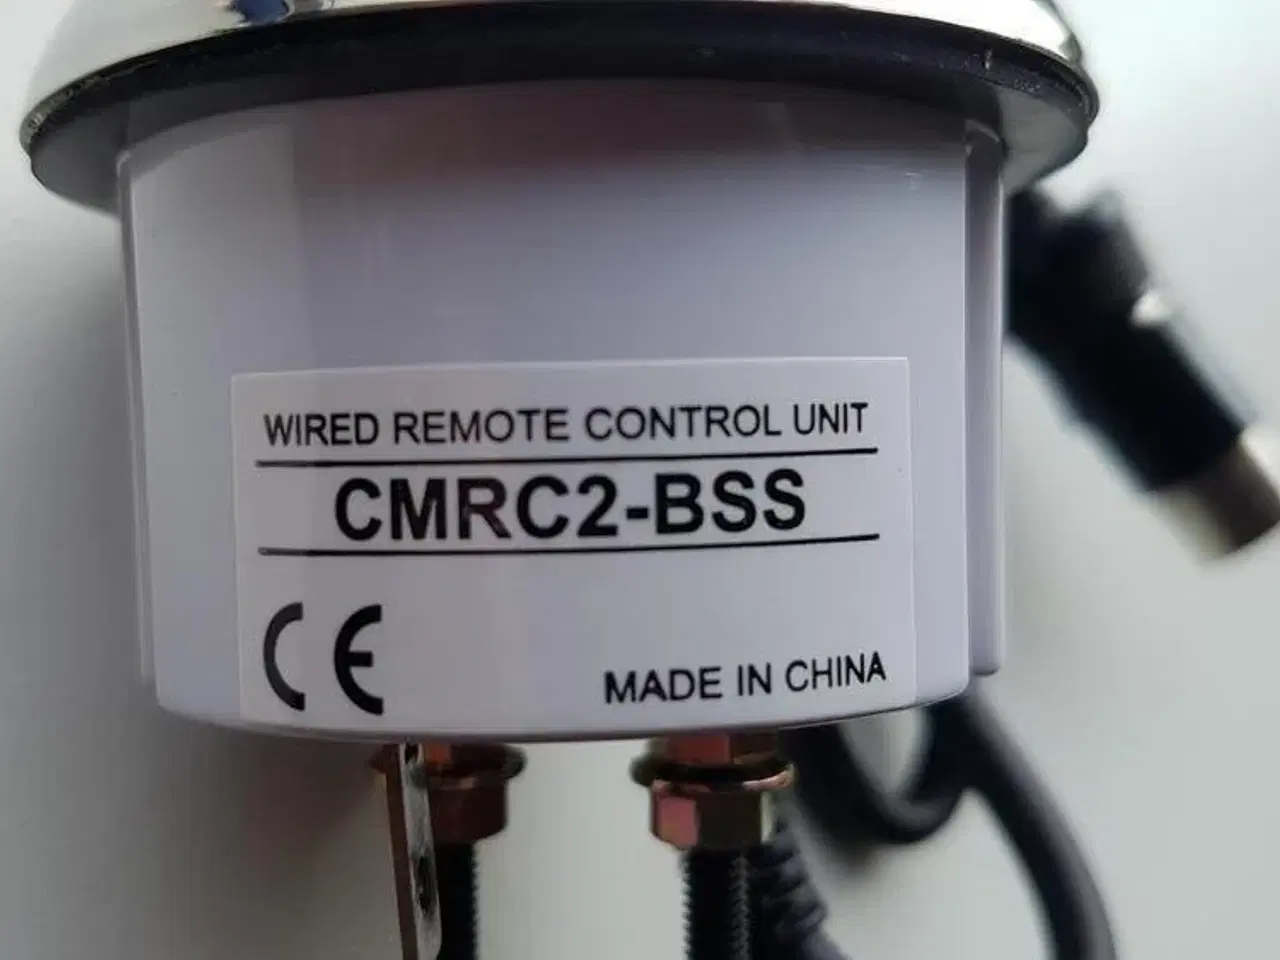 WIRED REMOTE CONTROL UNIT
CMRC2-BSS
CE
MADE IN CHINA